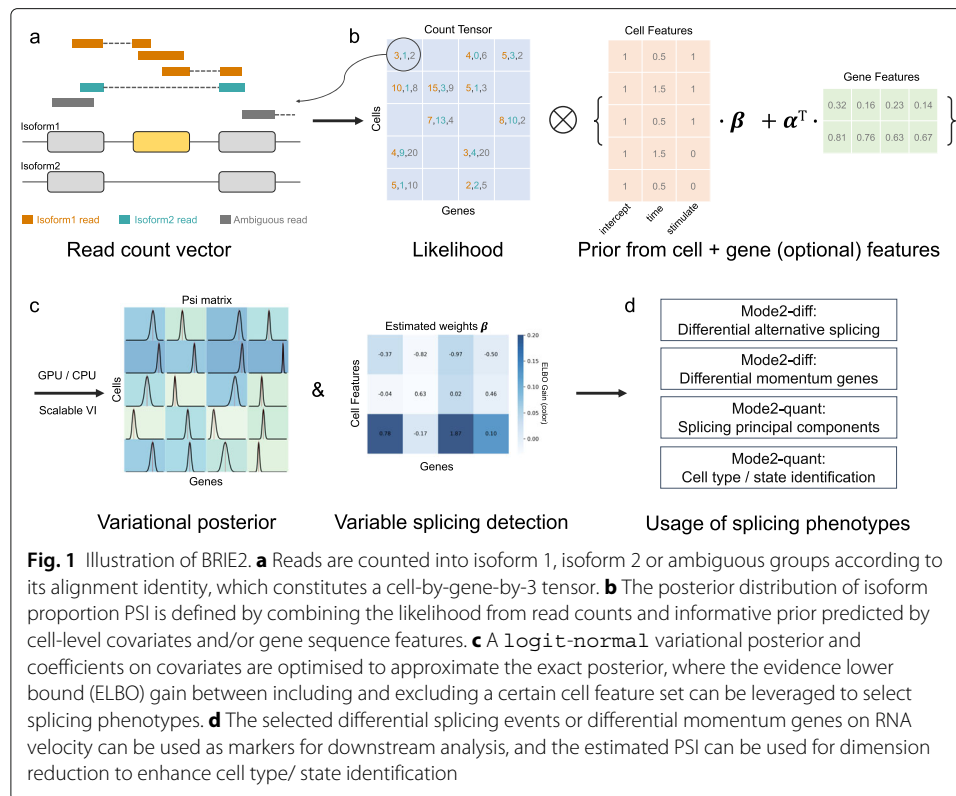 a
Isoform1
Isoform2
Isoform1 read
Isoform2 read
Ambiguous read
Read count vector
b
Count Tensor
3,1,2 4,0,6 5,3,2
10,1,8 15,3,9 5,1,3
7,13,4 8,10,2
4,9,20 3,4,20
5,1,10 2,2,5
Cells
Genes
Likelihood
Cell Features
1 0.5 1
1 1.5 1
1 0.5 1
1 1.5 0
1 0.5 0
intercept time stimulate
· β + α^T ·
Gene Features
0.32 0.16 0.23 0.14
0.81 0.76 0.63 0.67
Prior from cell + gene (optional) features
c
GPU / CPU
Scalable VI
Psi matrix
Cells
Genes
Variational posterior
&
Estimated weights β
-0.37 -0.82 -0.97 -0.50
-0.04 0.63 0.02 0.46
0.76 -0.17 1.87 0.10
Cell Features
Genes
0.20
0.15
0.10
0.05
0.00
ELBO Gain (color)
Variable splicing detection
d
Mode2-diff:
Differential alternative splicing
Mode2-diff:
Differential momentum genes
Mode2-quant:
Splicing principal components
Mode2-quant:
Cell type / state identification
Usage of splicing phenotypes
Fig. 1 Illustration of BRIE2. a Reads are counted into isoform 1, isoform 2 or ambiguous groups according to
its alignment identity, which constitutes a cell-by-gene-by-3 tensor. b The posterior distribution of isoform
proportion PSI is defined by combining the likelihood from read counts and informative prior predicted by
cell-level covariates and/or gene sequence features. c A logit-normal variational posterior and
coefficients on covariates are optimised to approximate the exact posterior, where the evidence lower
bound (ELBO) gain between including and excluding a certain cell feature set can be leveraged to select
splicing phenotypes. d The selected differential splicing events or differential momentum genes on RNA
velocity can be used as markers for downstream analysis, and the estimated PSI can be used for dimension
reduction to enhance cell type/ state identification